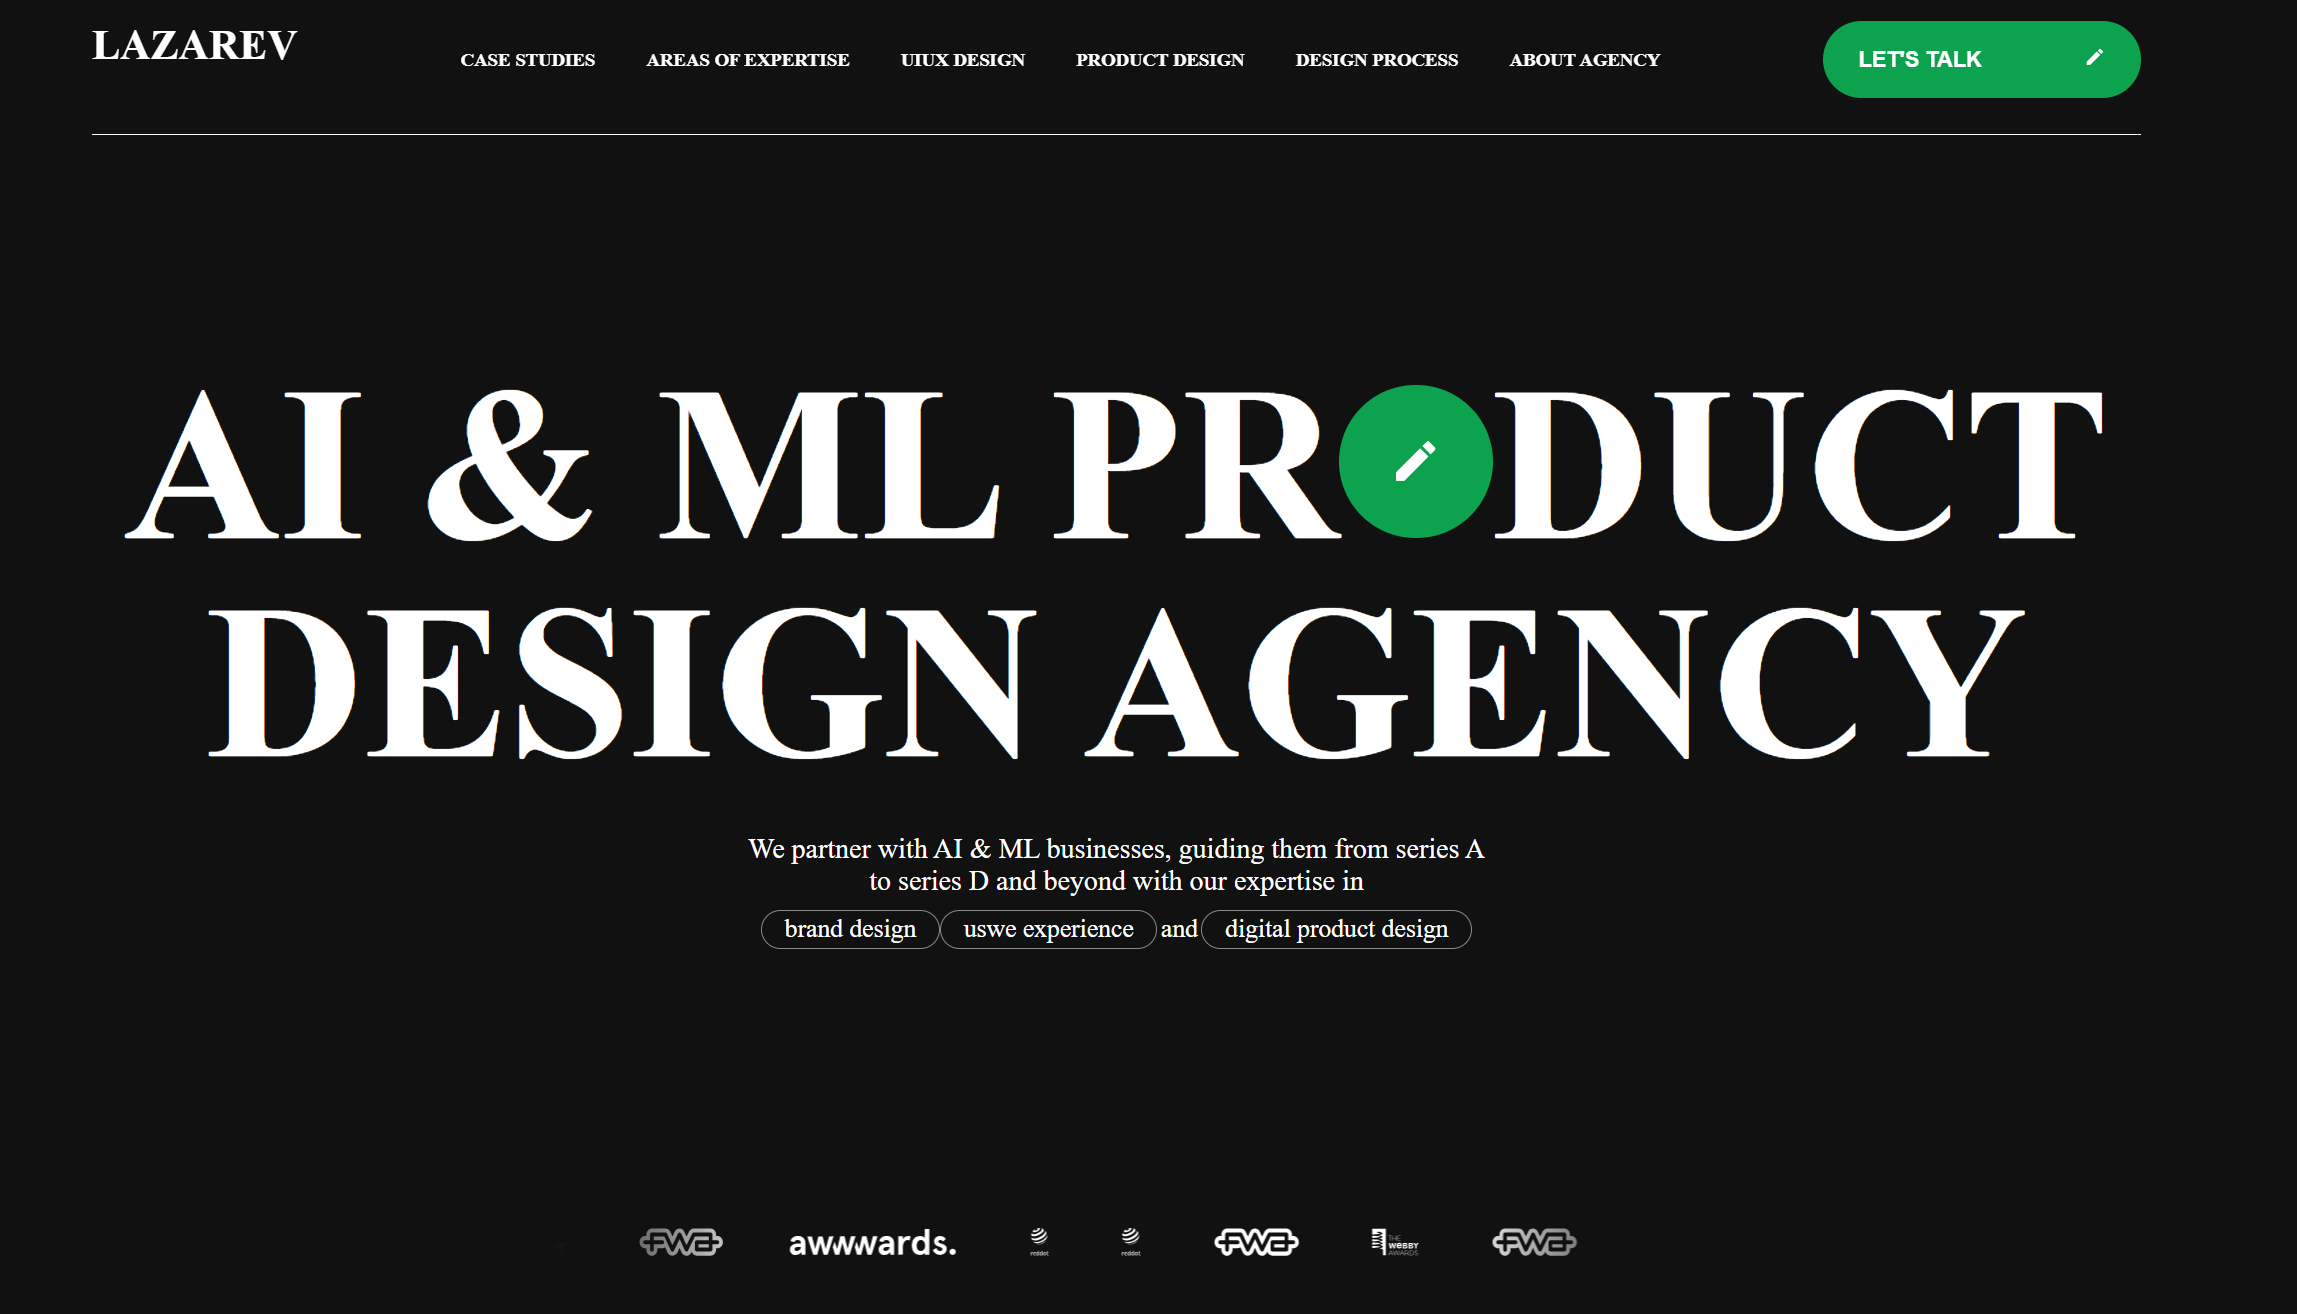 LAZAREV
CASE STUDIES AREAS OF EXPERTISE UIUX DESIGN PRODUCT DESIGN DESIGN PROCESS ABOUT AGENCY
LET'S TALK
AI & ML PRDUCT
DESIGN AGENCY
We partner with AI & ML businesses, guiding them from series A
to series D and beyond with our expertise in
brand design uswe experience and digital product design
FWA awwwards. reddot reddot FWA THE WEBBY AWARDS FWA